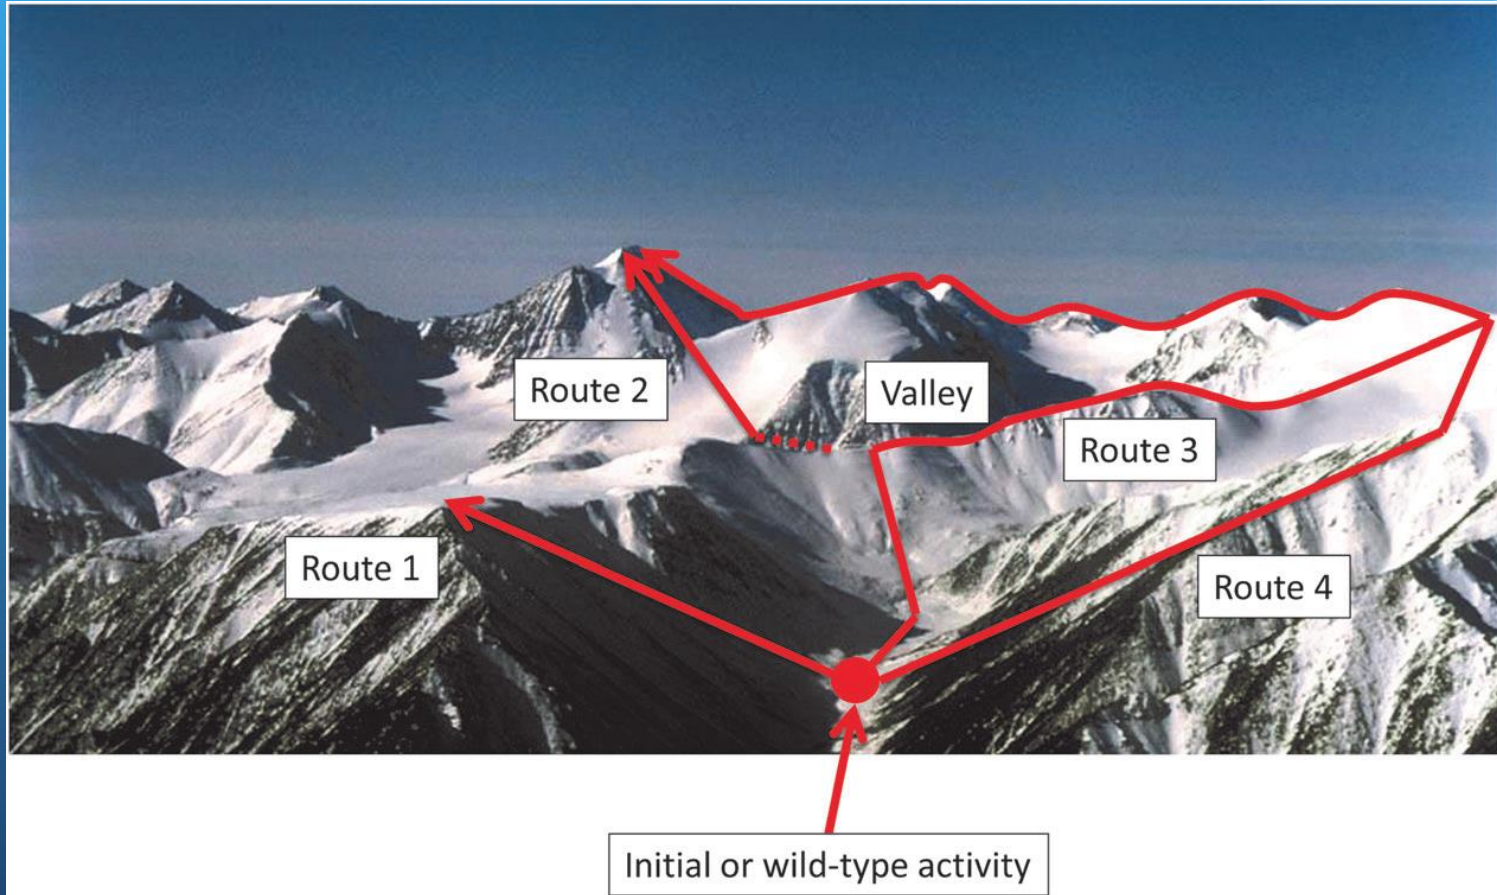 Route 2
Valley
Route 3
Route 1
Route 4
Initial or wild-type activity